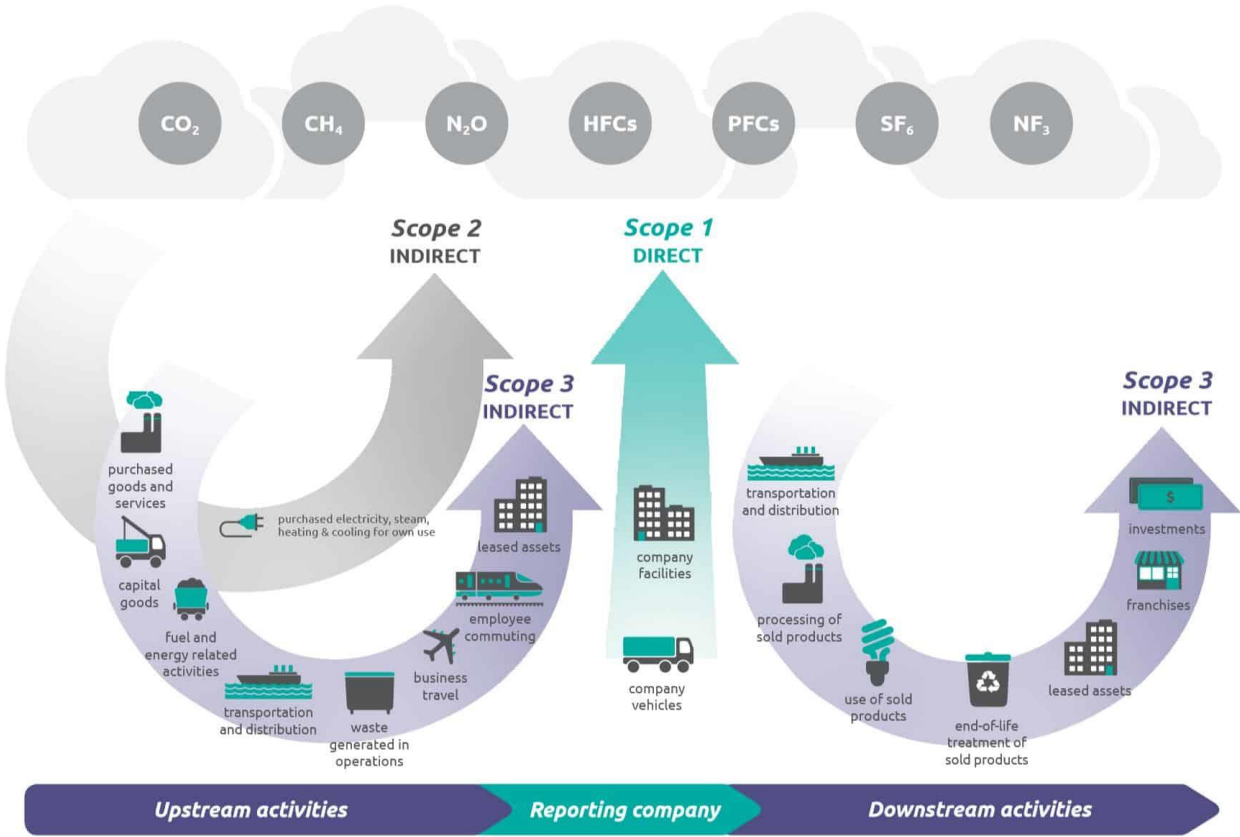 CO₂
CH₄
N₂O
HFCs
PFCs
SF₆
NF₃
Scope 2
INDIRECT
Scope 1
DIRECT
Scope 3
INDIRECT
Scope 3
INDIRECT
purchased
goods and
services
capital
goods
fuel and
energy related
activities
transportation
and distribution
waste
generated in
operations
business
travel
employee
commuting
leased assets
purchased electricity, steam,
heating & cooling for own use
company
facilities
company
vehicles
transportation
and distribution
processing of
sold products
use of sold
products
end-of-life
treatment of
sold products
leased assets
franchises
$
investments
Upstream activities
Reporting company
Downstream activities